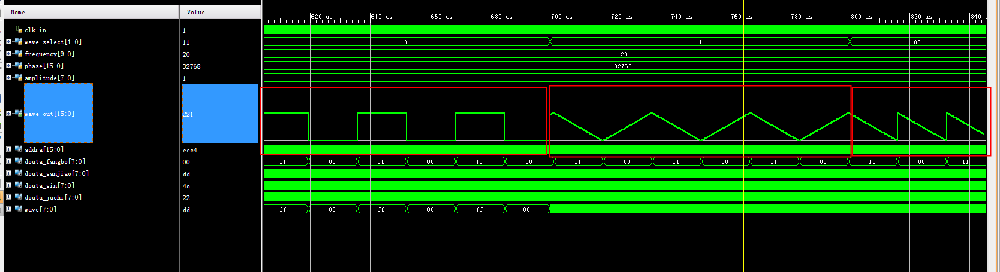 Name Value
620 us 640 us 660 us 680 us 700 us 720 us 740 us 760 us 780 us 800 us 820 us 840
clk_in 1
wave_select[1:0] 11 10 11 00
frequency[9:0] 20 20
phase[15:0] 32768 32768
amplitude[7:0] 1 1
wave_out[15:0] 221
addra[15:0] eec4
douta_fangbo[7:0] 00 ff 00 ff 00 ff 00 ff 00 ff 00 ff 00 ff 00 ff
douta_sanjiao[7:0] dd
douta_sin[7:0] 4a
douta_juchi[7:0] 22
wave[7:0] dd ff 00 ff 00 ff 00